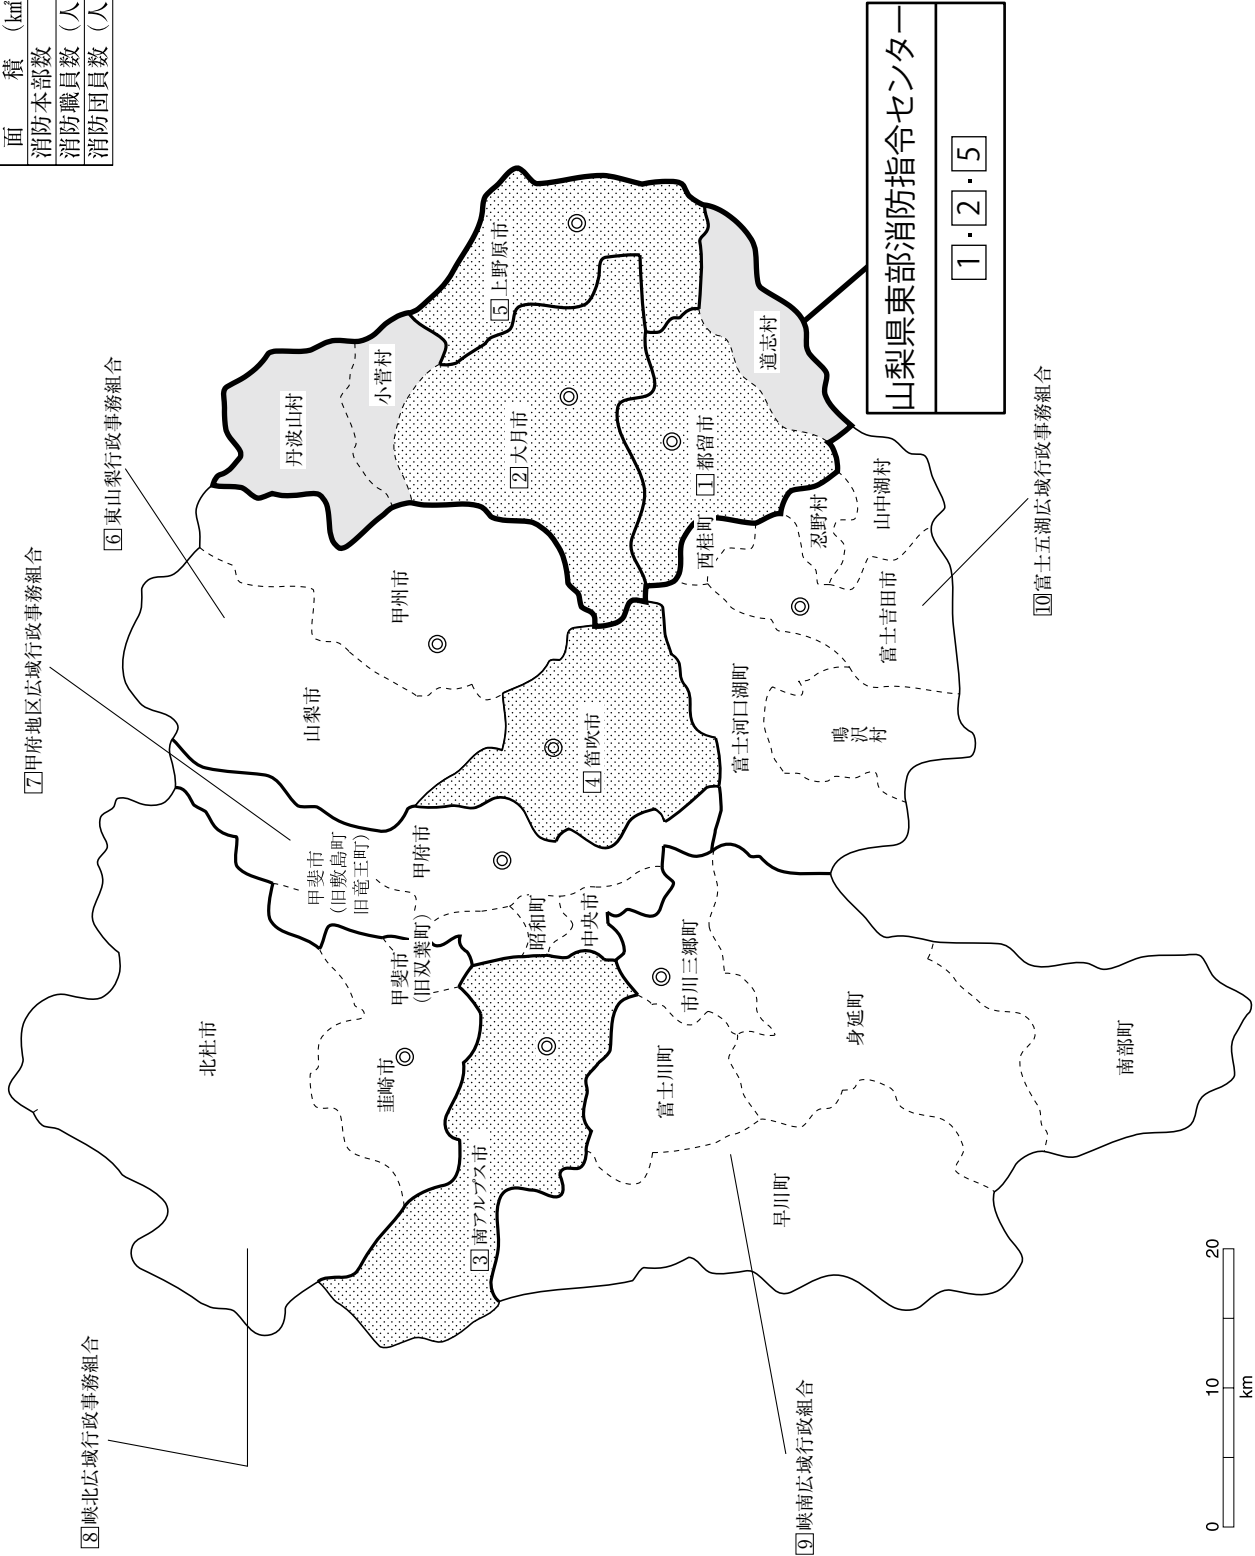 面　積（km²
消防本部数
消防職員数（人
消防団員数（人
山梨県東部消防指令センター
1・2・5
6東山梨行政事務組合
7甲府地区広域行政事務組合
8峡北広域行政事務組合
9峡南広域行政組合
10富士五湖広域行政事務組合
丹波山村
小菅村
5上野原市
2大月市
道志村
1都留市
西桂町
忍野村
山中湖村
富士吉田市
富士河口湖町
鳴沢村
甲州市
山梨市
4笛吹市
甲府市
甲斐市
(旧敷島町
旧竜王町)
甲斐市
(旧双葉町)
昭和町
中央市
市川三郷町
北杜市
韮崎市
3南アルプス市
富士川町
身延町
早川町
南部町
0
10
20
km